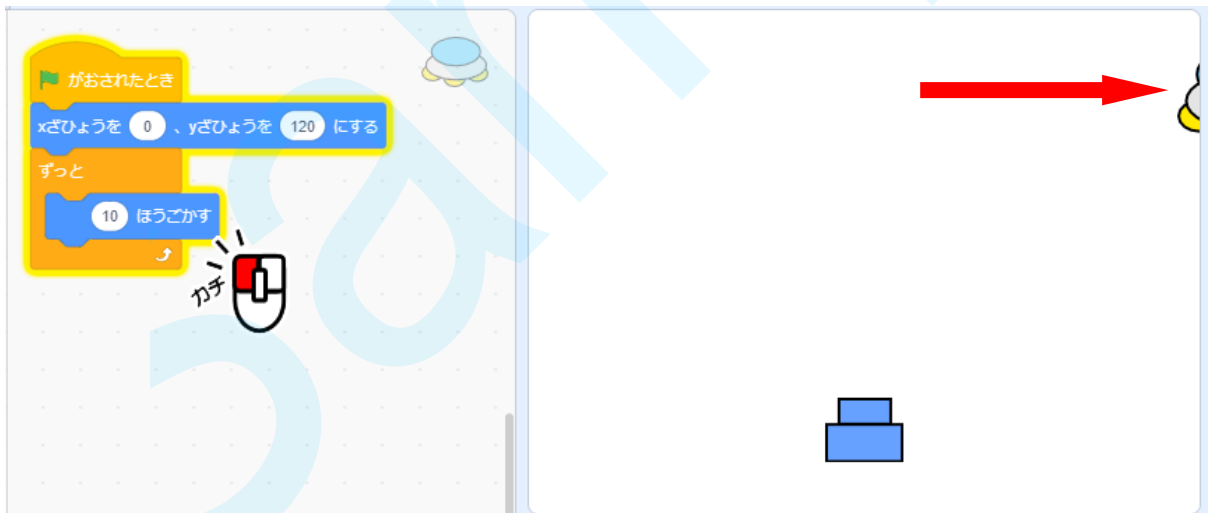 がおされたとき
xざひょうを 0 、yざひょうを 120 にする
ずっと
10 ほうごかす
カチ